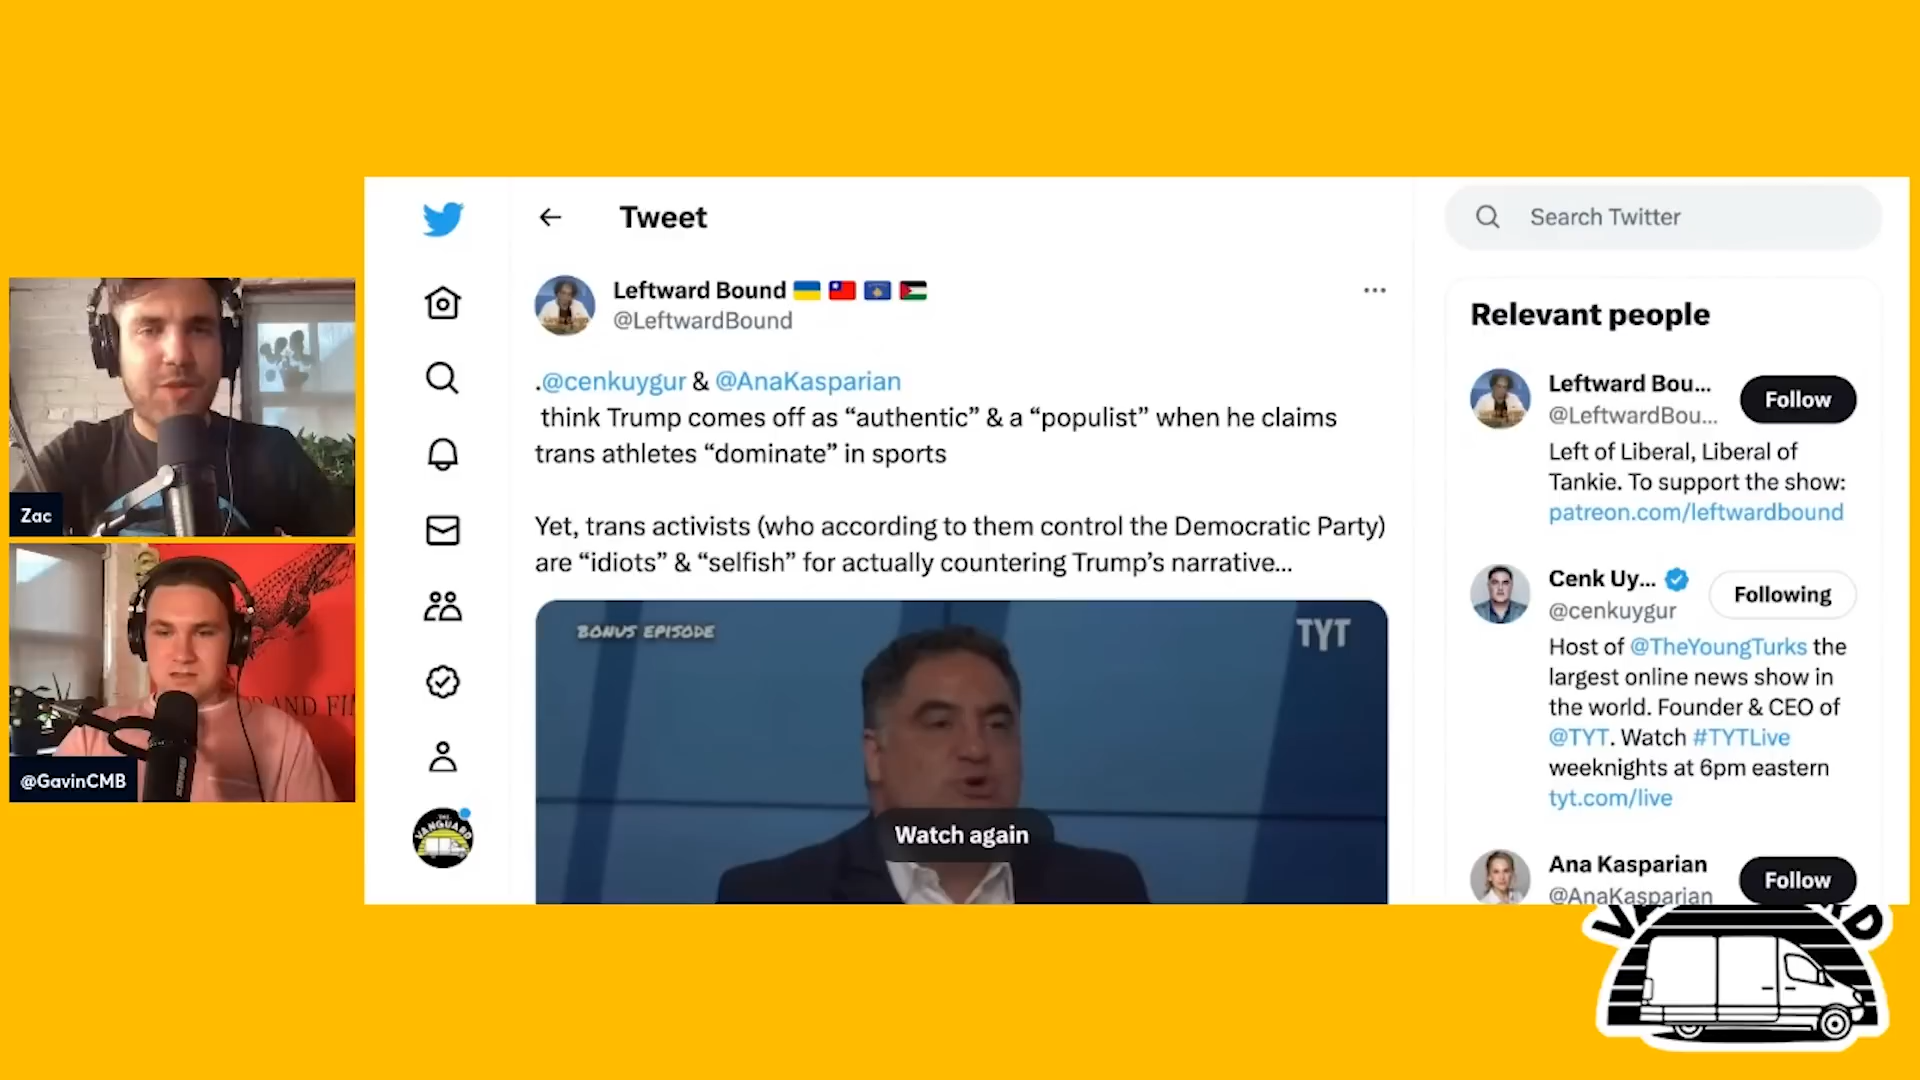 Tweet
Search Twitter
Leftward Bound
@LeftwardBound
.@cenkuygur & @AnaKasparian
think Trump comes off as “authentic” & a “populist” when he claims
trans athletes “dominate” in sports
Yet, trans activists (who according to them control the Democratic Party)
are “idiots” & “selfish” for actually countering Trump’s narrative...
BONUS EPISODE
TYT
Watch again
Relevant people
Leftward Bou...
@LeftwardBou...
Follow
Left of Liberal, Liberal of
Tankie. To support the show:
patreon.com/leftwardbound
Cenk Uy...
@cenkuygur
Following
Host of @TheYoungTurks the
largest online news show in
the world. Founder & CEO of
@TYT. Watch #TYTLive
weeknights at 6pm eastern
tyt.com/live
Ana Kasparian
@AnaKasparian
Follow
Zac
@GavinCMB
AND
THE
VANGUARD